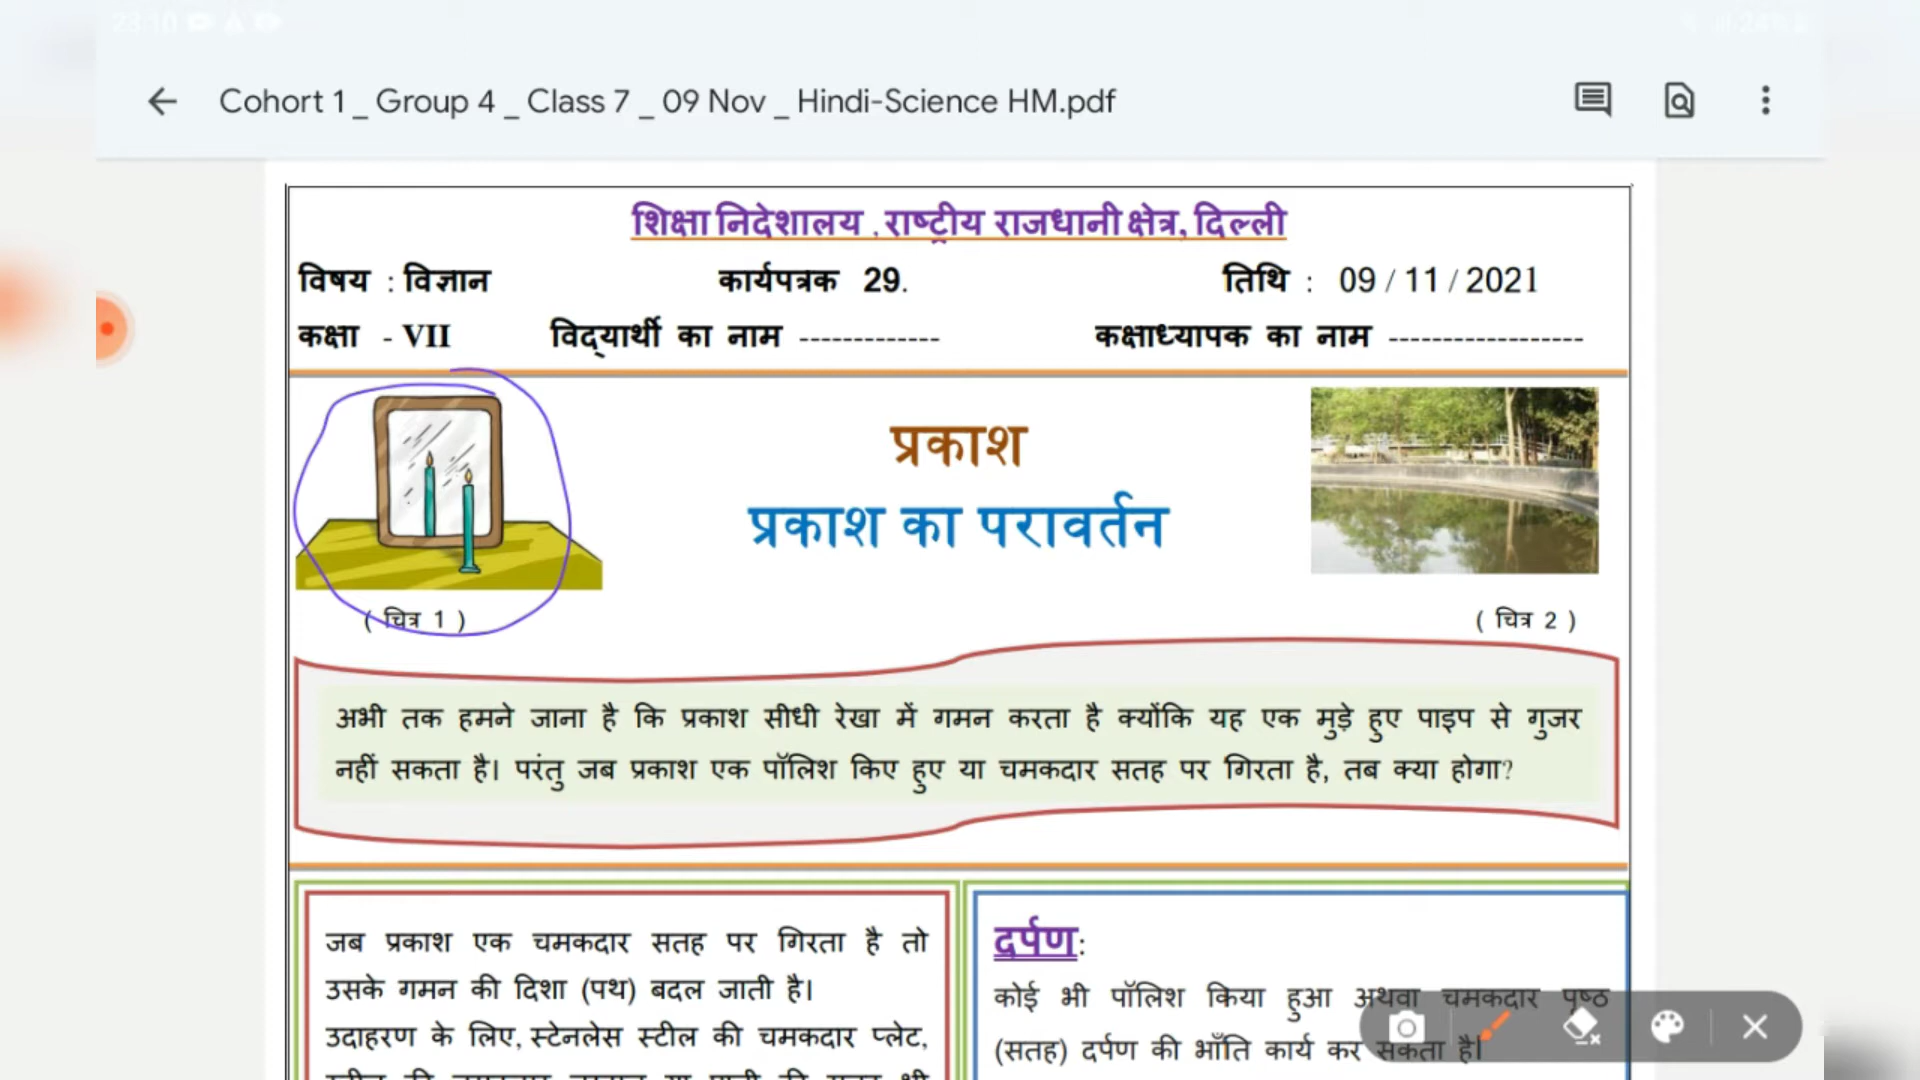 Cohort 1 _ Group 4 _ Class 7 _ 09 Nov _ Hindi-Science HM.pdf
शिक्षा निदेशालय , राष्ट्रीय राजधानी क्षेत्र, दिल्ली
विषय : विज्ञान कार्यपत्रक 29. तिथि : 09 / 11 / 2021
कक्षा - VII विद्यार्थी का नाम ------------- कक्षाध्यापक का नाम ------------------
प्रकाश
प्रकाश का परावर्तन
( चित्र 1 ) ( चित्र 2 )
अभी तक हमने जाना है कि प्रकाश सीधी रेखा में गमन करता है क्योंकि यह एक मुड़े हुए पाइप से गुजर
नहीं सकता है। परंतु जब प्रकाश एक पॉलिश किए हुए या चमकदार सतह पर गिरता है, तब क्या होगा?
जब प्रकाश एक चमकदार सतह पर गिरता है तो
उसके गमन की दिशा (पथ) बदल जाती है।
उदाहरण के लिए, स्टेनलेस स्टील की चमकदार प्लेट,
दर्पण:
कोई भी पॉलिश किया हुआ अथवा चमकदार पृष्ठ
(सतह) दर्पण की भाँति कार्य कर सकता है।